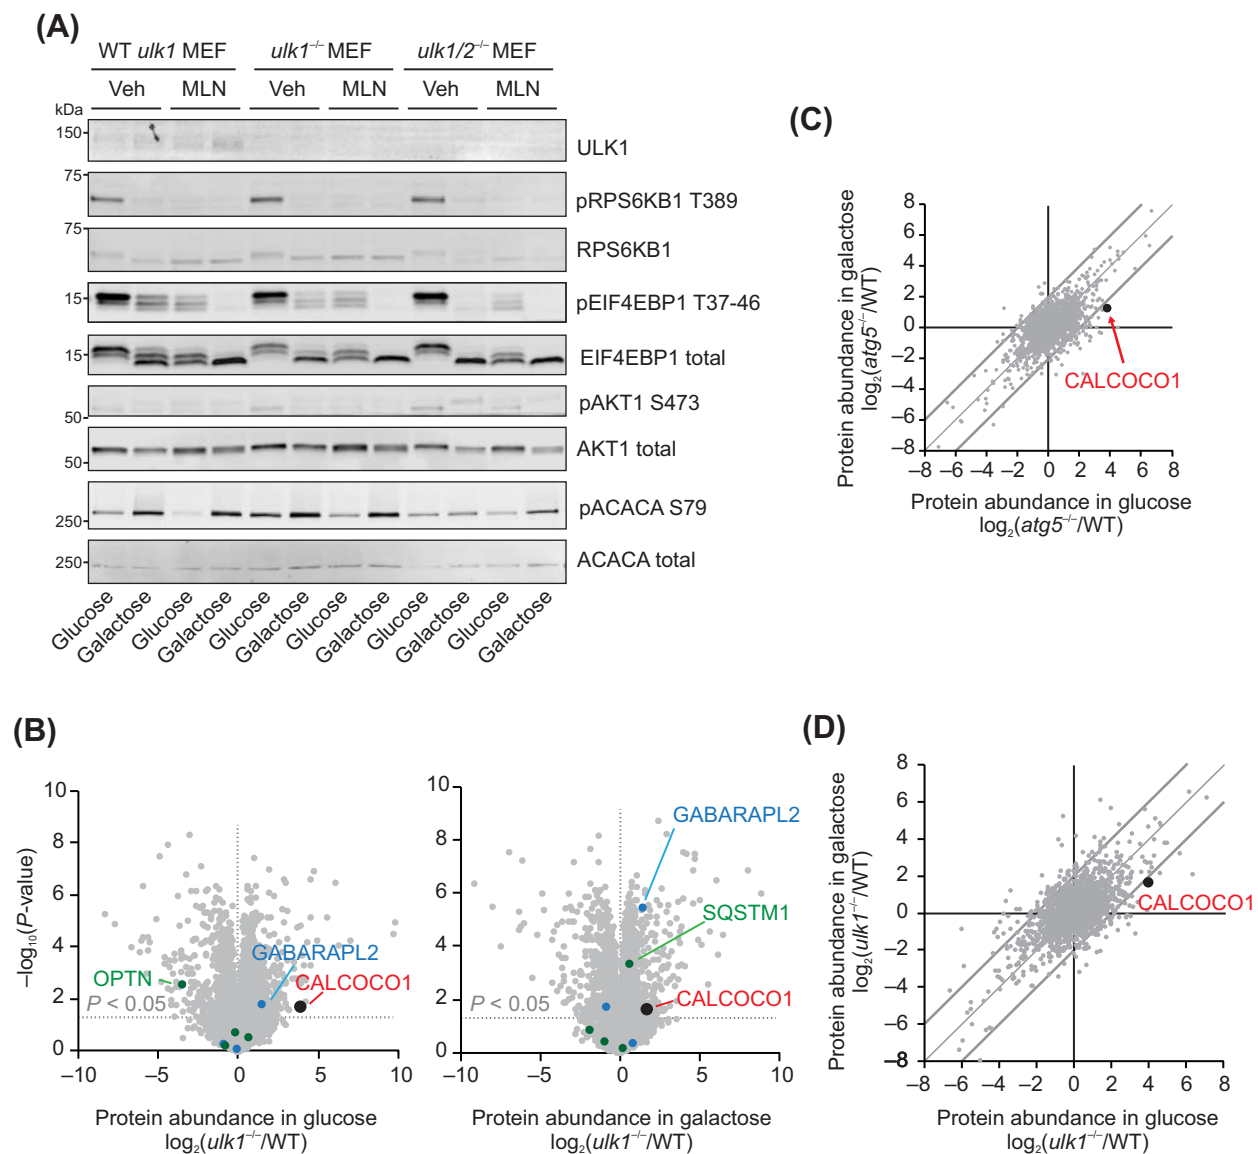 (A)
WT ulk1 MEF ulk1–/– MEF ulk1/2–/– MEF
Veh MLN Veh MLN Veh MLN
kDa
150
ULK1
75
pRPS6KB1 T389
75
RPS6KB1
15
pEIF4EBP1 T37-46
15
EIF4EBP1 total
50
pAKT1 S473
50
AKT1 total
250
pACACA S79
250
ACACA total
Glucose Galactose Glucose Galactose Glucose Galactose Glucose Galactose Glucose Galactose Glucose Galactose
(C)
Protein abundance in galactose
log2(atg5–/–/WT)
8
6
4
2
0
–2
–4
–6
–8
CALCOCO1
–8 –6 –4 –2 0 2 4 6 8
Protein abundance in glucose
log2(atg5–/–/WT)
(B)
–log10(P-value)
10
8
6
4
2
0
OPTN
GABARAPL2
CALCOCO1
P < 0.05
–10 –5 0 5 10
Protein abundance in glucose
log2(ulk1–/–/WT)
10
8
6
4
2
0
GABARAPL2
SQSTM1
CALCOCO1
P < 0.05
–10 –5 0 5 10
Protein abundance in galactose
log2(ulk1–/–/WT)
(D)
Protein abundance in galactose
log2(ulk1–/–/WT)
8
6
4
2
0
–2
–4
–6
–8
CALCOCO1
–8 –6 –4 –2 0 2 4 6 8
Protein abundance in glucose
log2(ulk1–/–/WT)